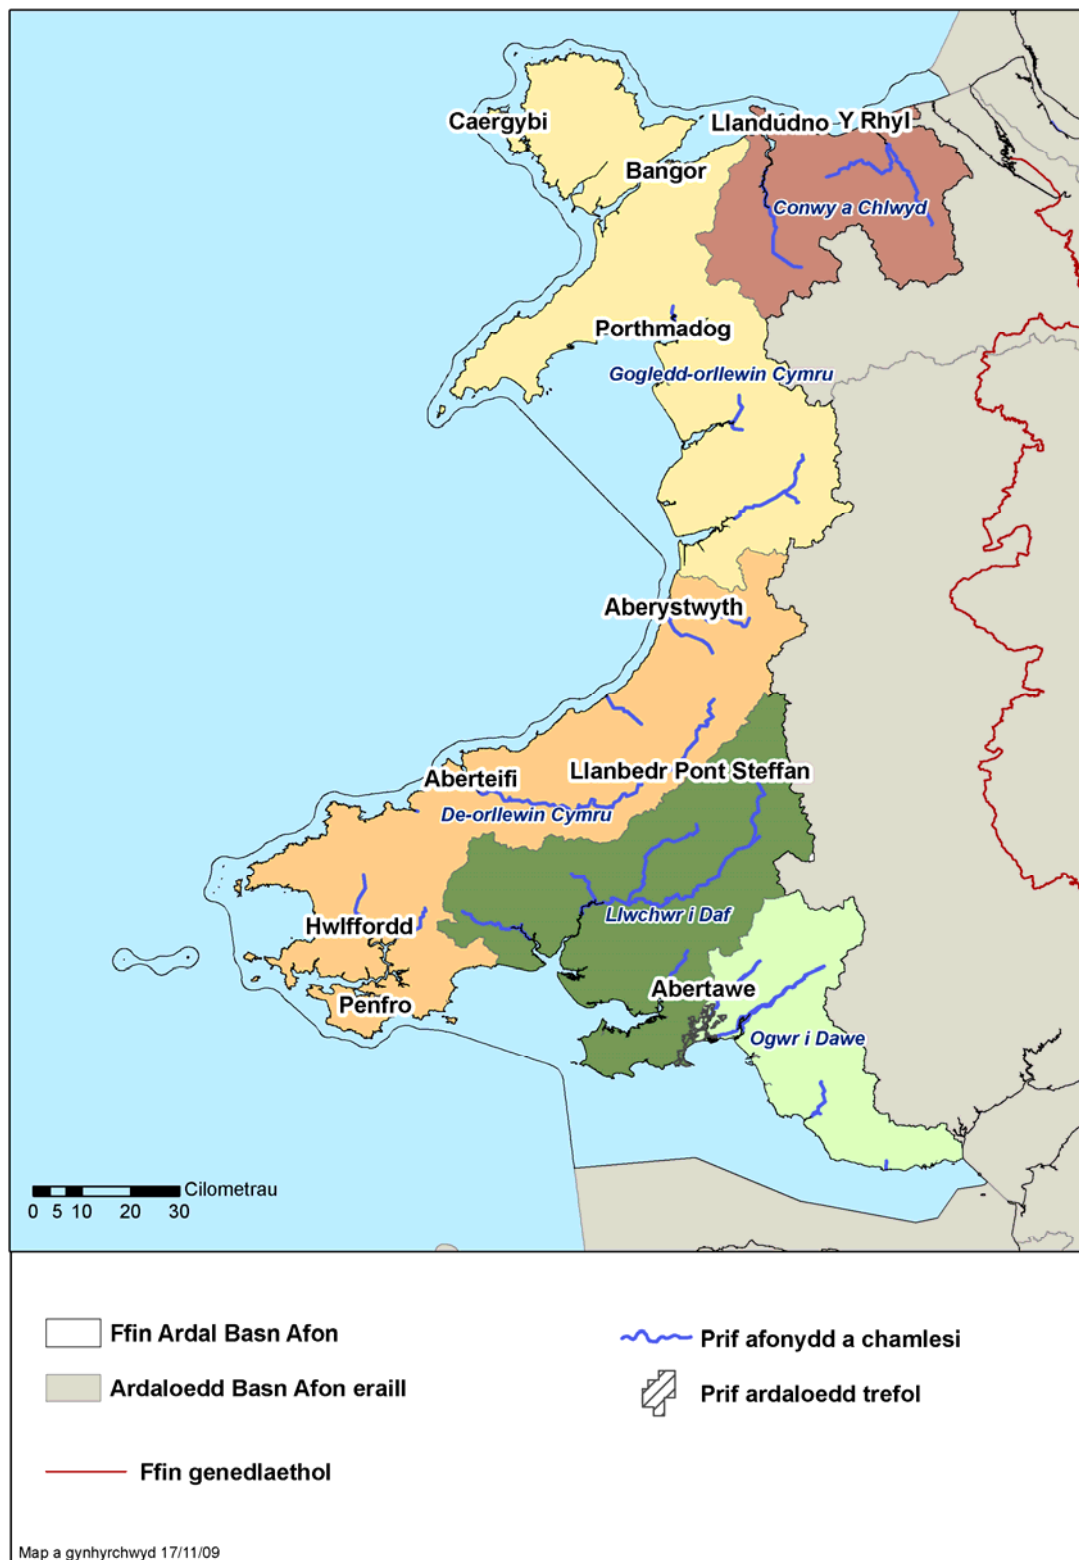 Caergybi
Llandudno
Y Rhyl
Bangor
Conwy a Chlwyd
Porthmadog
Gogledd-orllewin Cymru
Aberystwyth
Llanbedr Pont Steffan
Aberteifi
De-orllewin Cymru
Llwchwr i Daf
Hwlffordd
Abertawe
Penfro
Ogwr i Dawe
Cilometrau
0 5 10 20 30
Ffin Ardal Basn Afon
Prif afonydd a chamlesi
Ardaloedd Basn Afon eraill
Prif ardaloedd trefol
Ffin genedlaethol
Map a gynhyrchwyd 17/11/09